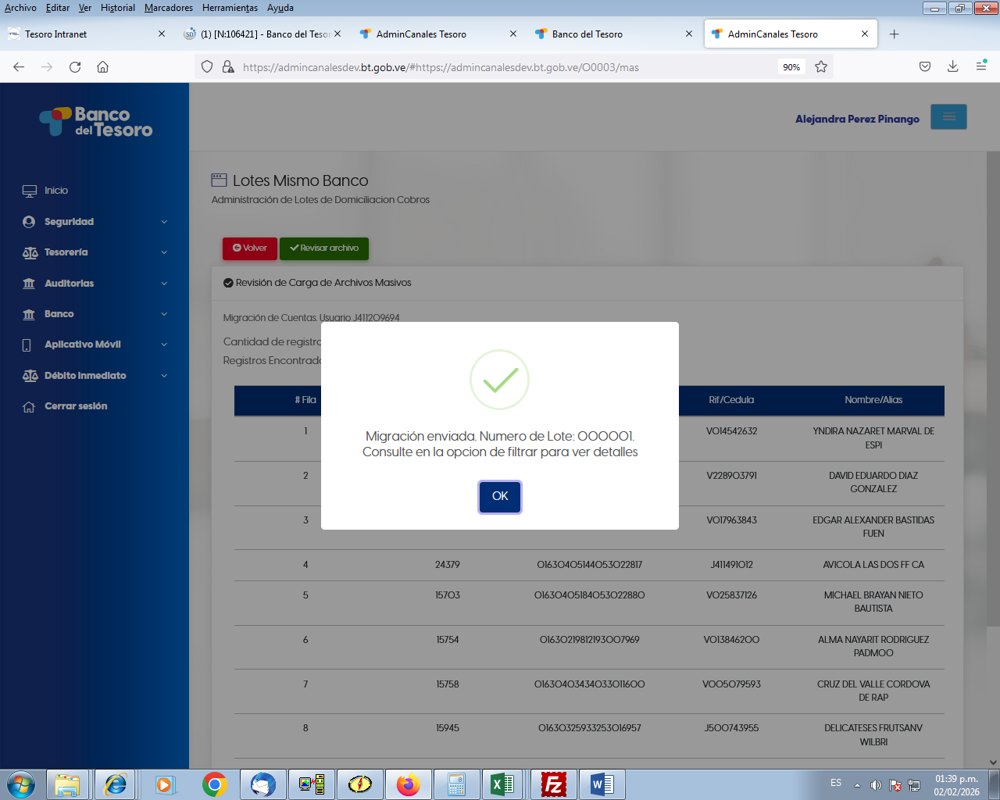 Archivo Editar Ver Historial Marcadores Herramientas Ayuda
Tesoro Intranet
(1) [N:106421] - Banco del Tesor
AdminCanales Tesoro
Banco del Tesoro
AdminCanales Tesoro
https://admincanalesdev.bt.gob.ve/#https://admincanalesdev.bt.gob.ve/O0003/mas
90%
Banco
del Tesoro
Alejandra Perez Pinango
Inicio
Seguridad
Tesorería
Auditorias
Banco
Aplicativo Móvil
Débito Inmediato
Cerrar sesión
Lotes Mismo Banco
Administración de Lotes de Domiciliacion Cobros
Volver
Revisar archivo
Revisión de Carga de Archivos Masivos
Migración de Cuentas. Usuario J411209694
Cantidad de registro
Registros Encontrado
Migración enviada. Numero de Lote: 000001.
Consulte en la opcion de filtrar para ver detalles
OK
# Fila Rif/Cedula Nombre/Alias
1 V014542632 YNDIRA NAZARET MARVAL DE
ESPI
2 V228903791 DAVID EDUARDO DIAZ
GONZALEZ
3 V017963843 EDGAR ALEXANDER BASTIDAS
FUEN
4 24379 01630405144053022817 J411491012 AVICOLA LAS DOS FF CA
5 15703 01630405184053022880 V025837126 MICHAEL BRAYAN NIETO
BAUTISTA
6 15754 01630219812193007969 V013846200 ALMA NAYARIT RODRIGUEZ
PADMOO
7 15758 01630403434033011600 V005079593 CRUZ DEL VALLE CORDOVA
DE RAP
8 15945 01630325933253016957 J500743955 DELICATESES FRUTSANV
WILBRI
ES
01:39 p.m.
02/02/2026